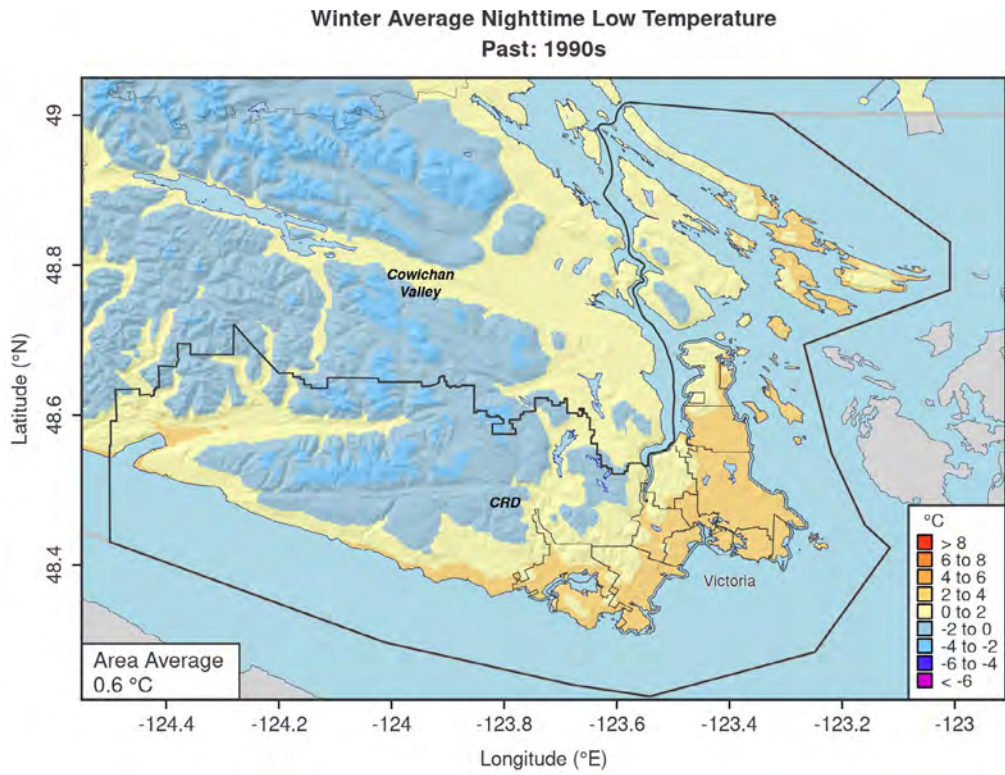 Winter Average Nighttime Low Temperature
Past: 1990s
Latitude (°N)
49
48.8
48.6
48.4
Cowichan
Valley
CRD
Victoria
°C
> 8
6 to 8
4 to 6
2 to 4
0 to 2
-2 to 0
-4 to -2
-6 to -4
< -6
Area Average
0.6 °C
-124.4
-124.2
-124
-123.8
-123.6
-123.4
-123.2
-123
Longitude (°E)